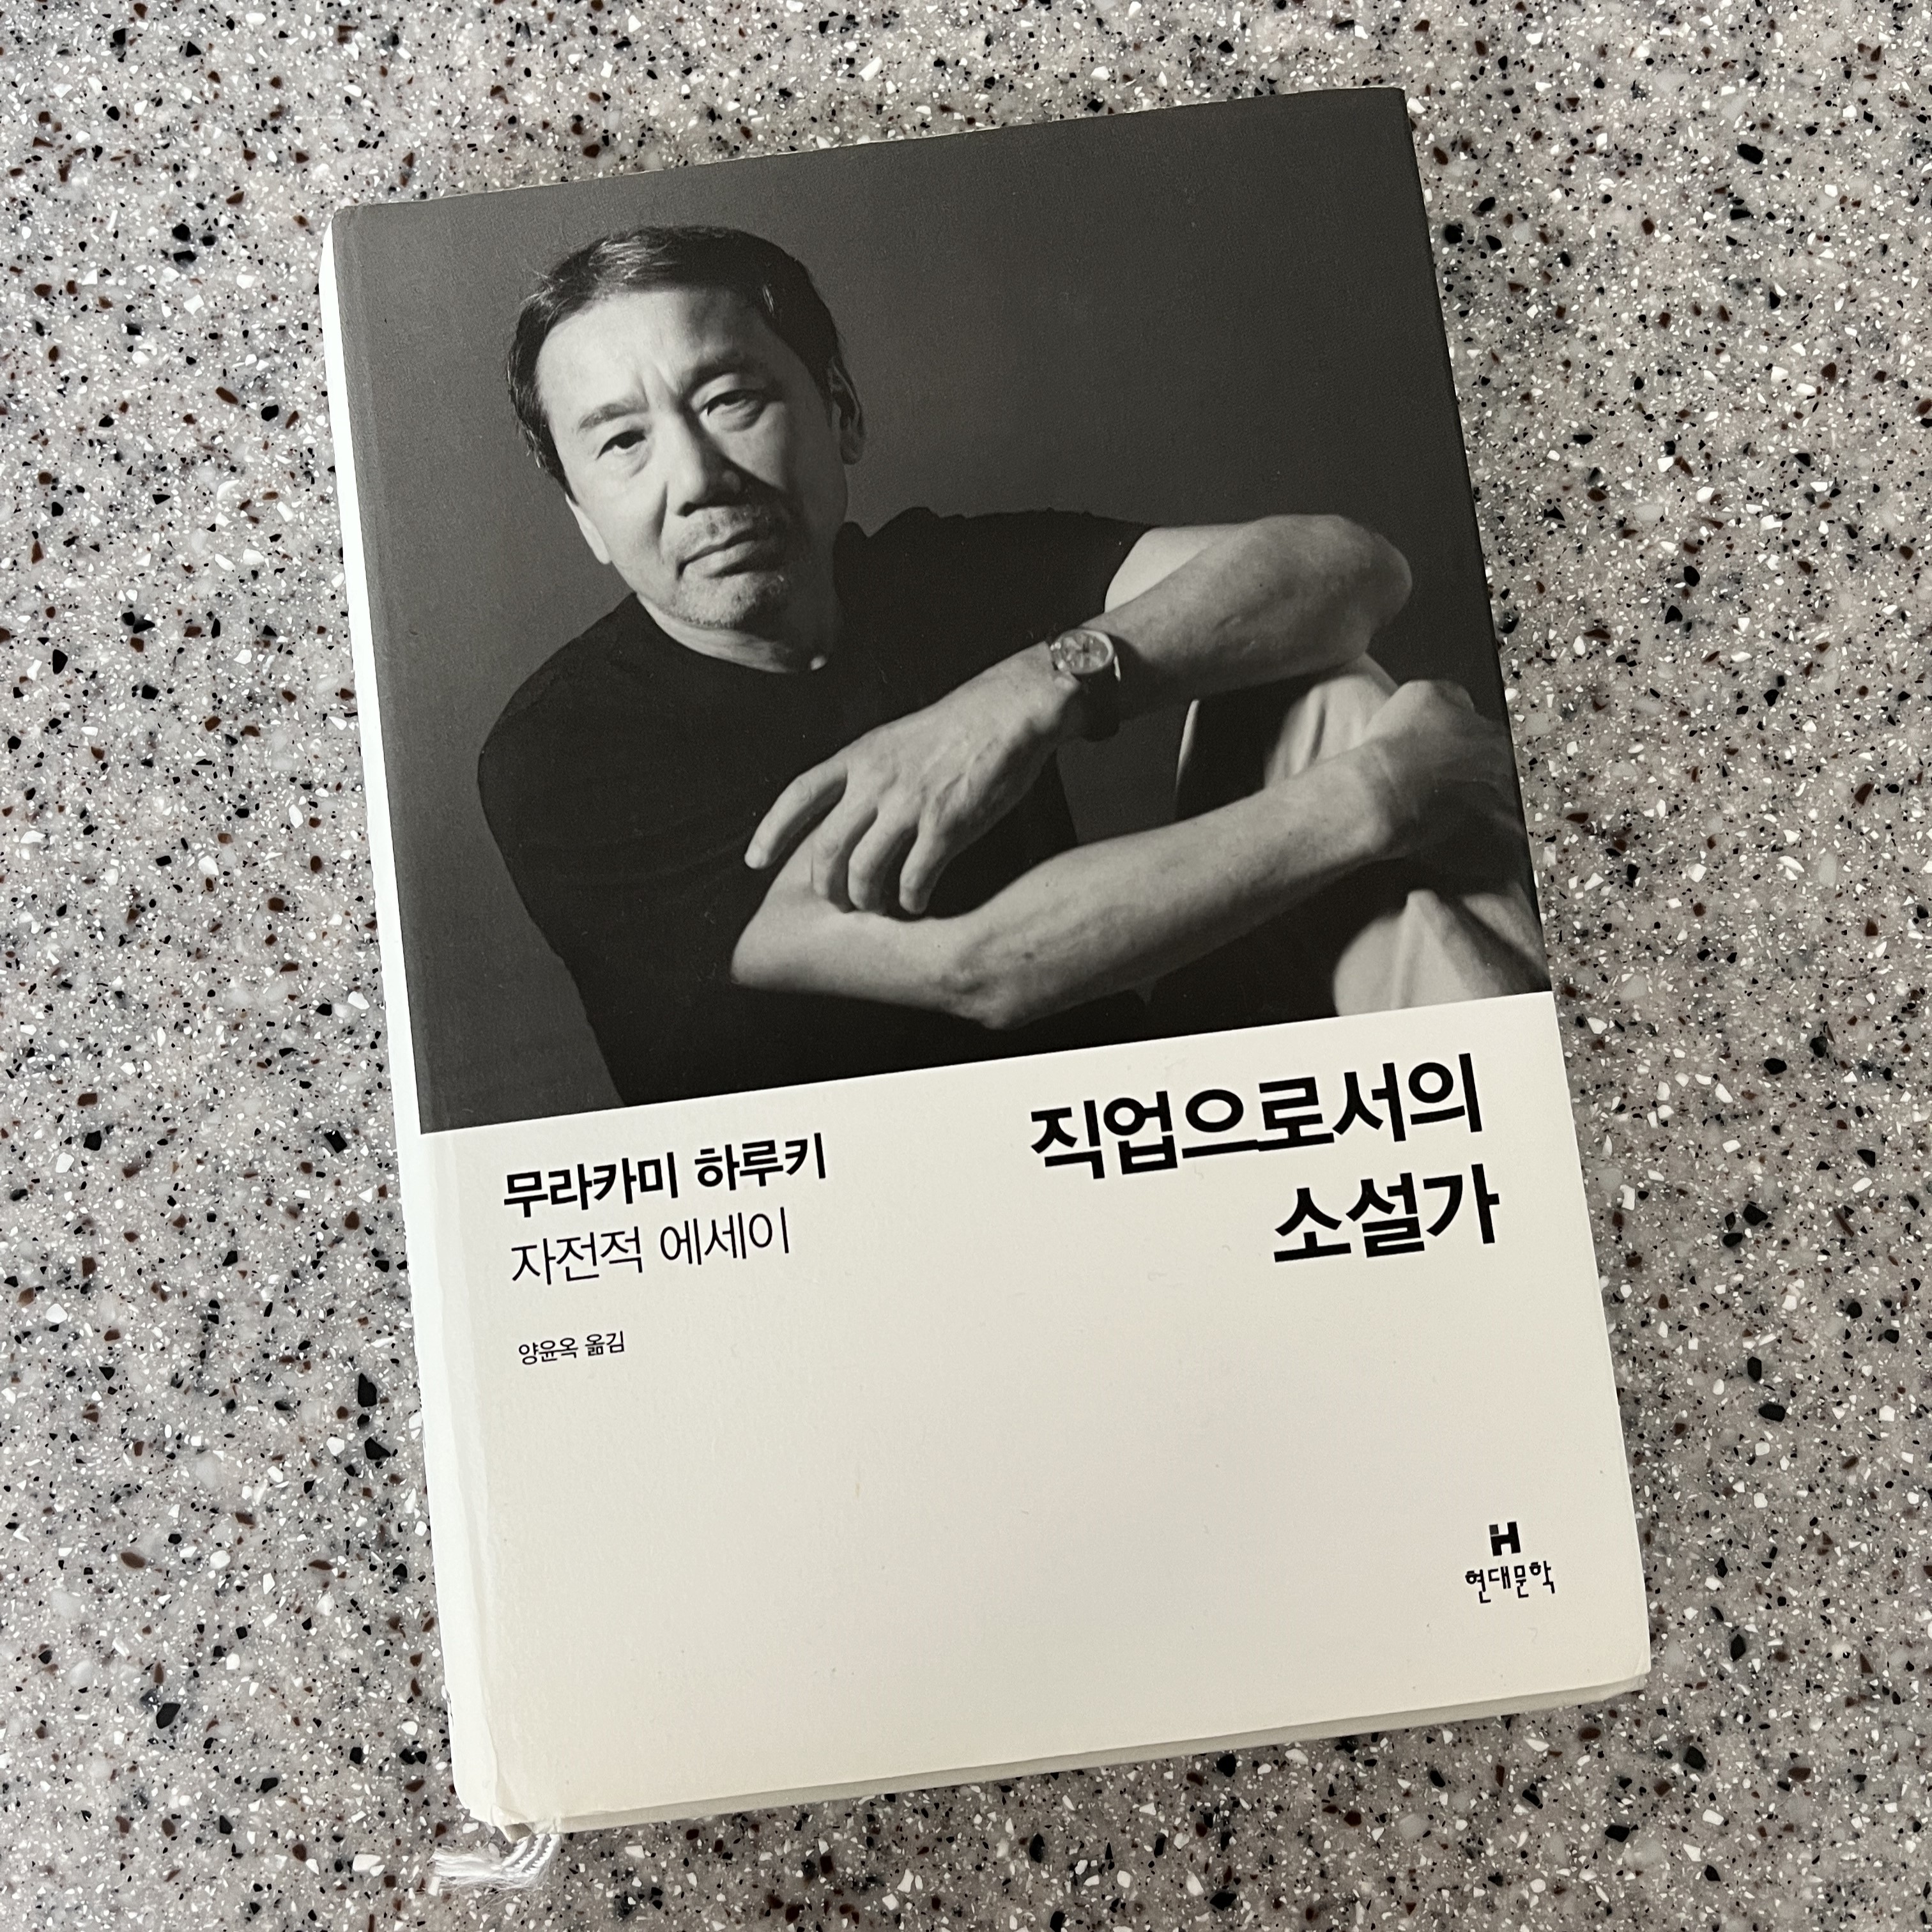 직업으로서의
소설가
무라카미 하루키
자전적 에세이
양윤옥 옮김
H
현대문학